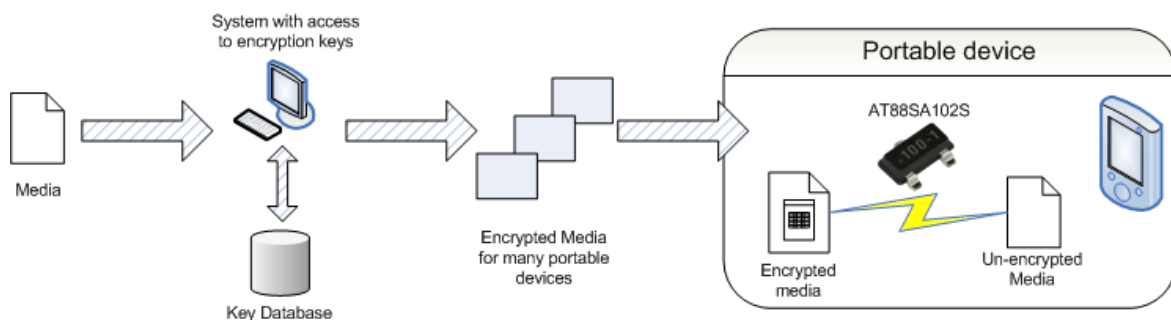 Media
System with access
to encryption keys
Key Database
Encrypted Media
for many portable
devices
Portable device
AT88SA102S
-100-1
Encrypted
media
Un-encrypted
Media